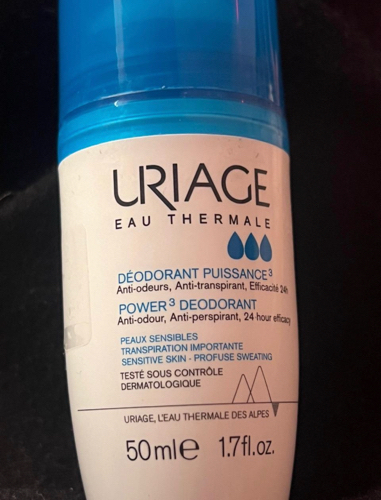 URIAGE
EAU THERMALE
DÉODORANT PUISSANCE³
Anti-odeurs, Anti-transpirant, Efficacité 24h
POWER³ DEODORANT
Anti-odour, Anti-perspirant, 24-hour efficacy
PEAUX SENSIBLES
TRANSPIRATION IMPORTANTE
SENSITIVE SKIN - PROFUSE SWEATING
TESTÉ SOUS CONTRÔLE
DERMATOLOGIQUE
URIAGE, L'EAU THERMALE DES ALPES
50ml℮ 1.7fl.oz.